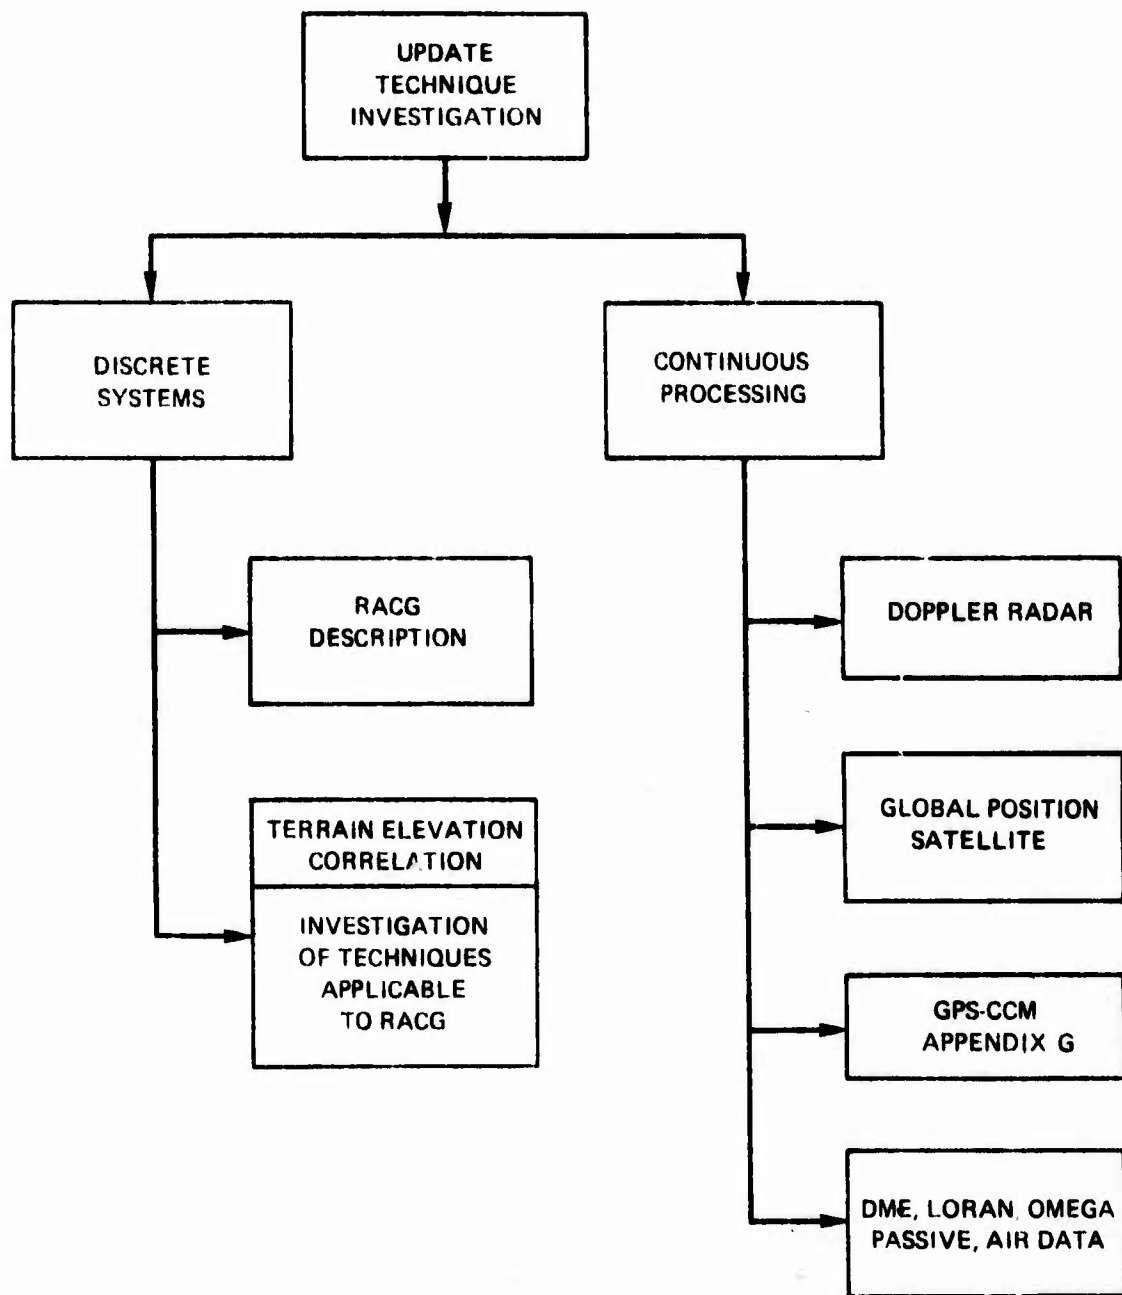 UPDATE
TECHNIQUE
INVESTIGATION
DISCRETE
SYSTEMS
CONTINUOUS
PROCESSING
RACG
DESCRIPTION
TERRAIN ELEVATION
CORRELATION
INVESTIGATION
OF TECHNIQUES
APPLICABLE
TO RACG
DOPPLER RADAR
GLOBAL POSITION
SATELLITE
GPS-CCM
APPENDIX G
DME, LORAN, OMEGA
PASSIVE, AIR DATA